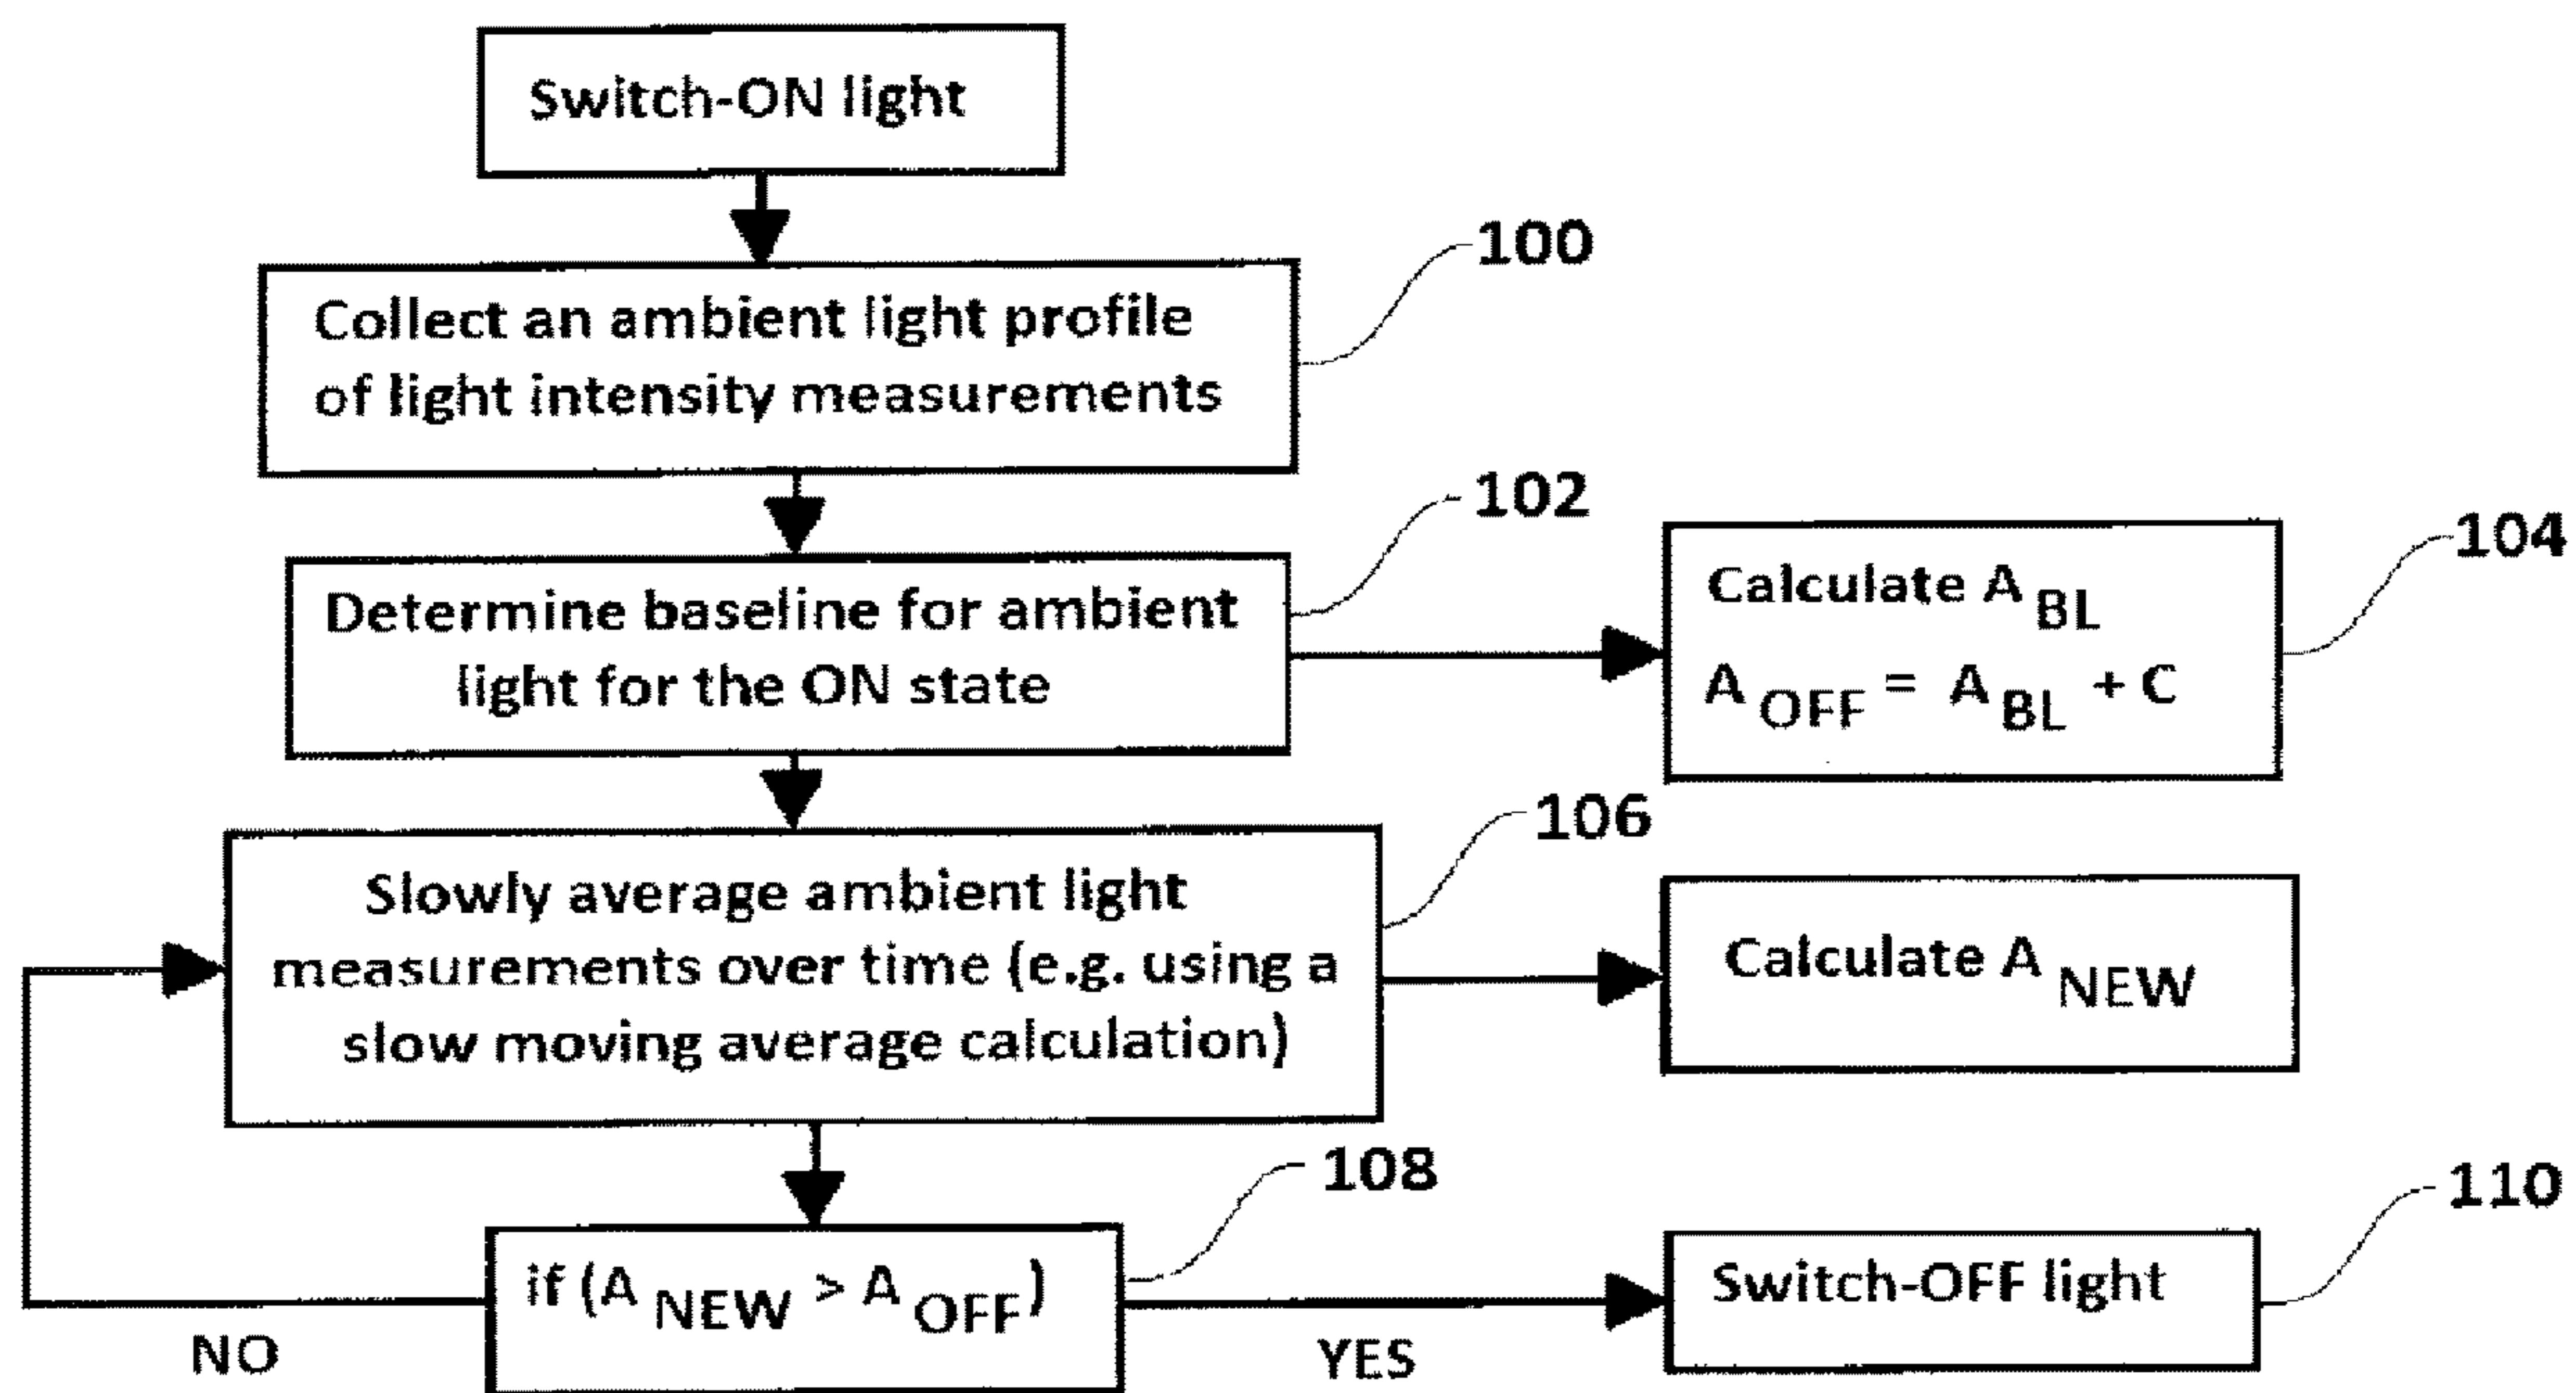 Switch-ON light
100
Collect an ambient light profile
of light intensity measurements
102
Determine baseline for ambient
light for the ON state
104
Calculate A BL
A OFF = A BL + C
106
Slowly average ambient light
measurements over time (e.g. using a
slow moving average calculation)
Calculate A NEW
108
if (A NEW > A OFF)
NO
YES
110
Switch-OFF light